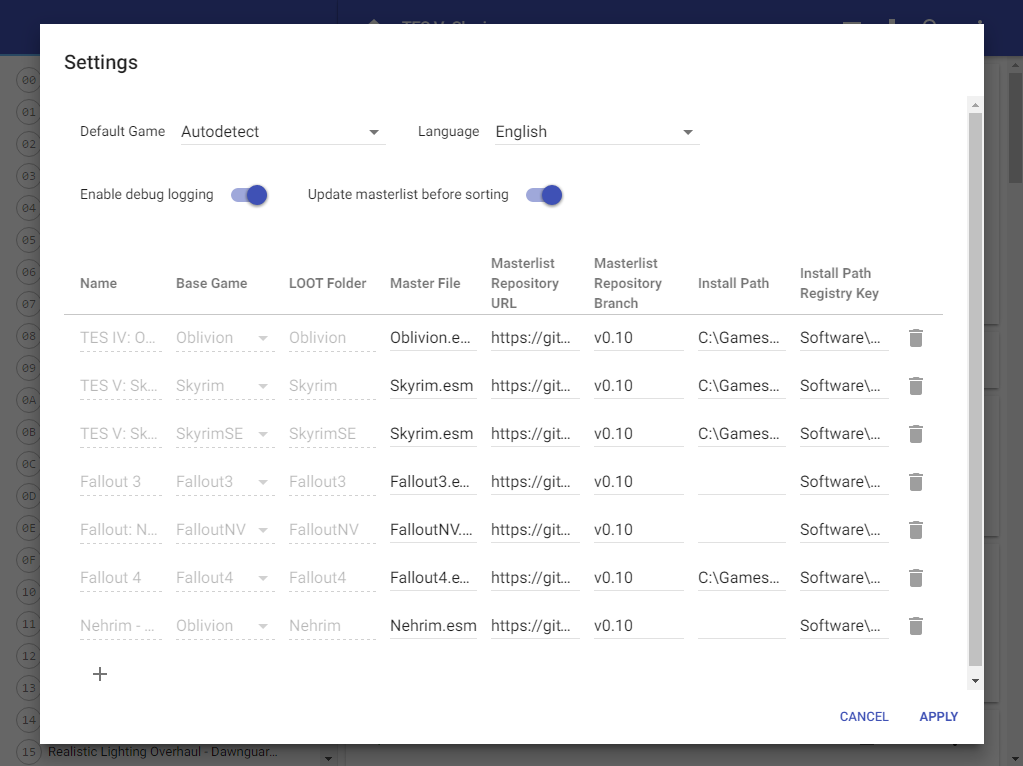 Settings
Default Game Autodetect Language English
Enable debug logging Update masterlist before sorting
Name Base Game LOOT Folder Master File Masterlist Repository URL Masterlist Repository Branch Install Path Install Path Registry Key
TES IV: O... Oblivion Oblivion Oblivion.e... https://git... v0.10 C:\Games... Software\...
TES V: Sk... Skyrim Skyrim Skyrim.esm https://git... v0.10 C:\Games... Software\...
TES V: Sk... SkyrimSE SkyrimSE Skyrim.esm https://git... v0.10 C:\Games... Software\...
Fallout 3 Fallout3 Fallout3 Fallout3.e... https://git... v0.10 Software\...
Fallout: N... FalloutNV FalloutNV FalloutNV.... https://git... v0.10 Software\...
Fallout 4 Fallout4 Fallout4 Fallout4.e... https://git... v0.10 C:\Games... Software\...
Nehrim - ... Oblivion Nehrim Nehrim.esm https://git... v0.10 Software\...
CANCEL APPLY
00
01
02
03
04
05
06
07
08
09
0A
0B
0C
0D
0E
0F
10
11
12
13
14
15 Realistic Lighting Overhaul - Dawnguar...